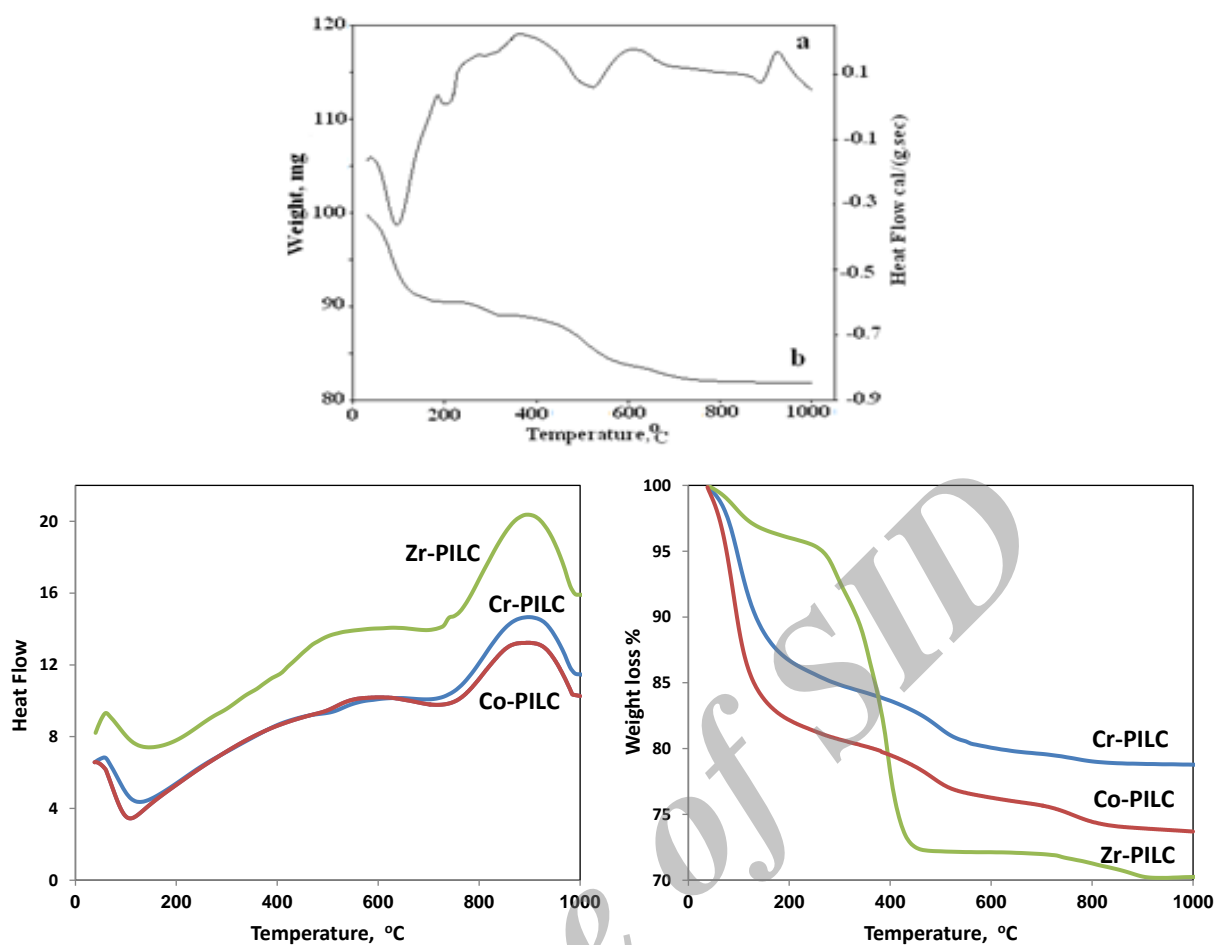 120
110
100
90
80
Weight, mg
a
b
0.1
-0.1
-0.3
-0.5
-0.7
-0.9
Heat Flow cal/(g.sec)
0
200
400
600
800
1000
Temperature,°C
20
16
12
8
4
0
Heat Flow
Zr-PILC
Cr-PILC
Co-PILC
0
200
400
600
800
1000
Temperature, °C
100
95
90
85
80
75
70
Weight loss %
Cr-PILC
Co-PILC
Zr-PILC
0
200
400
600
800
1000
Temperature, °C
of SID